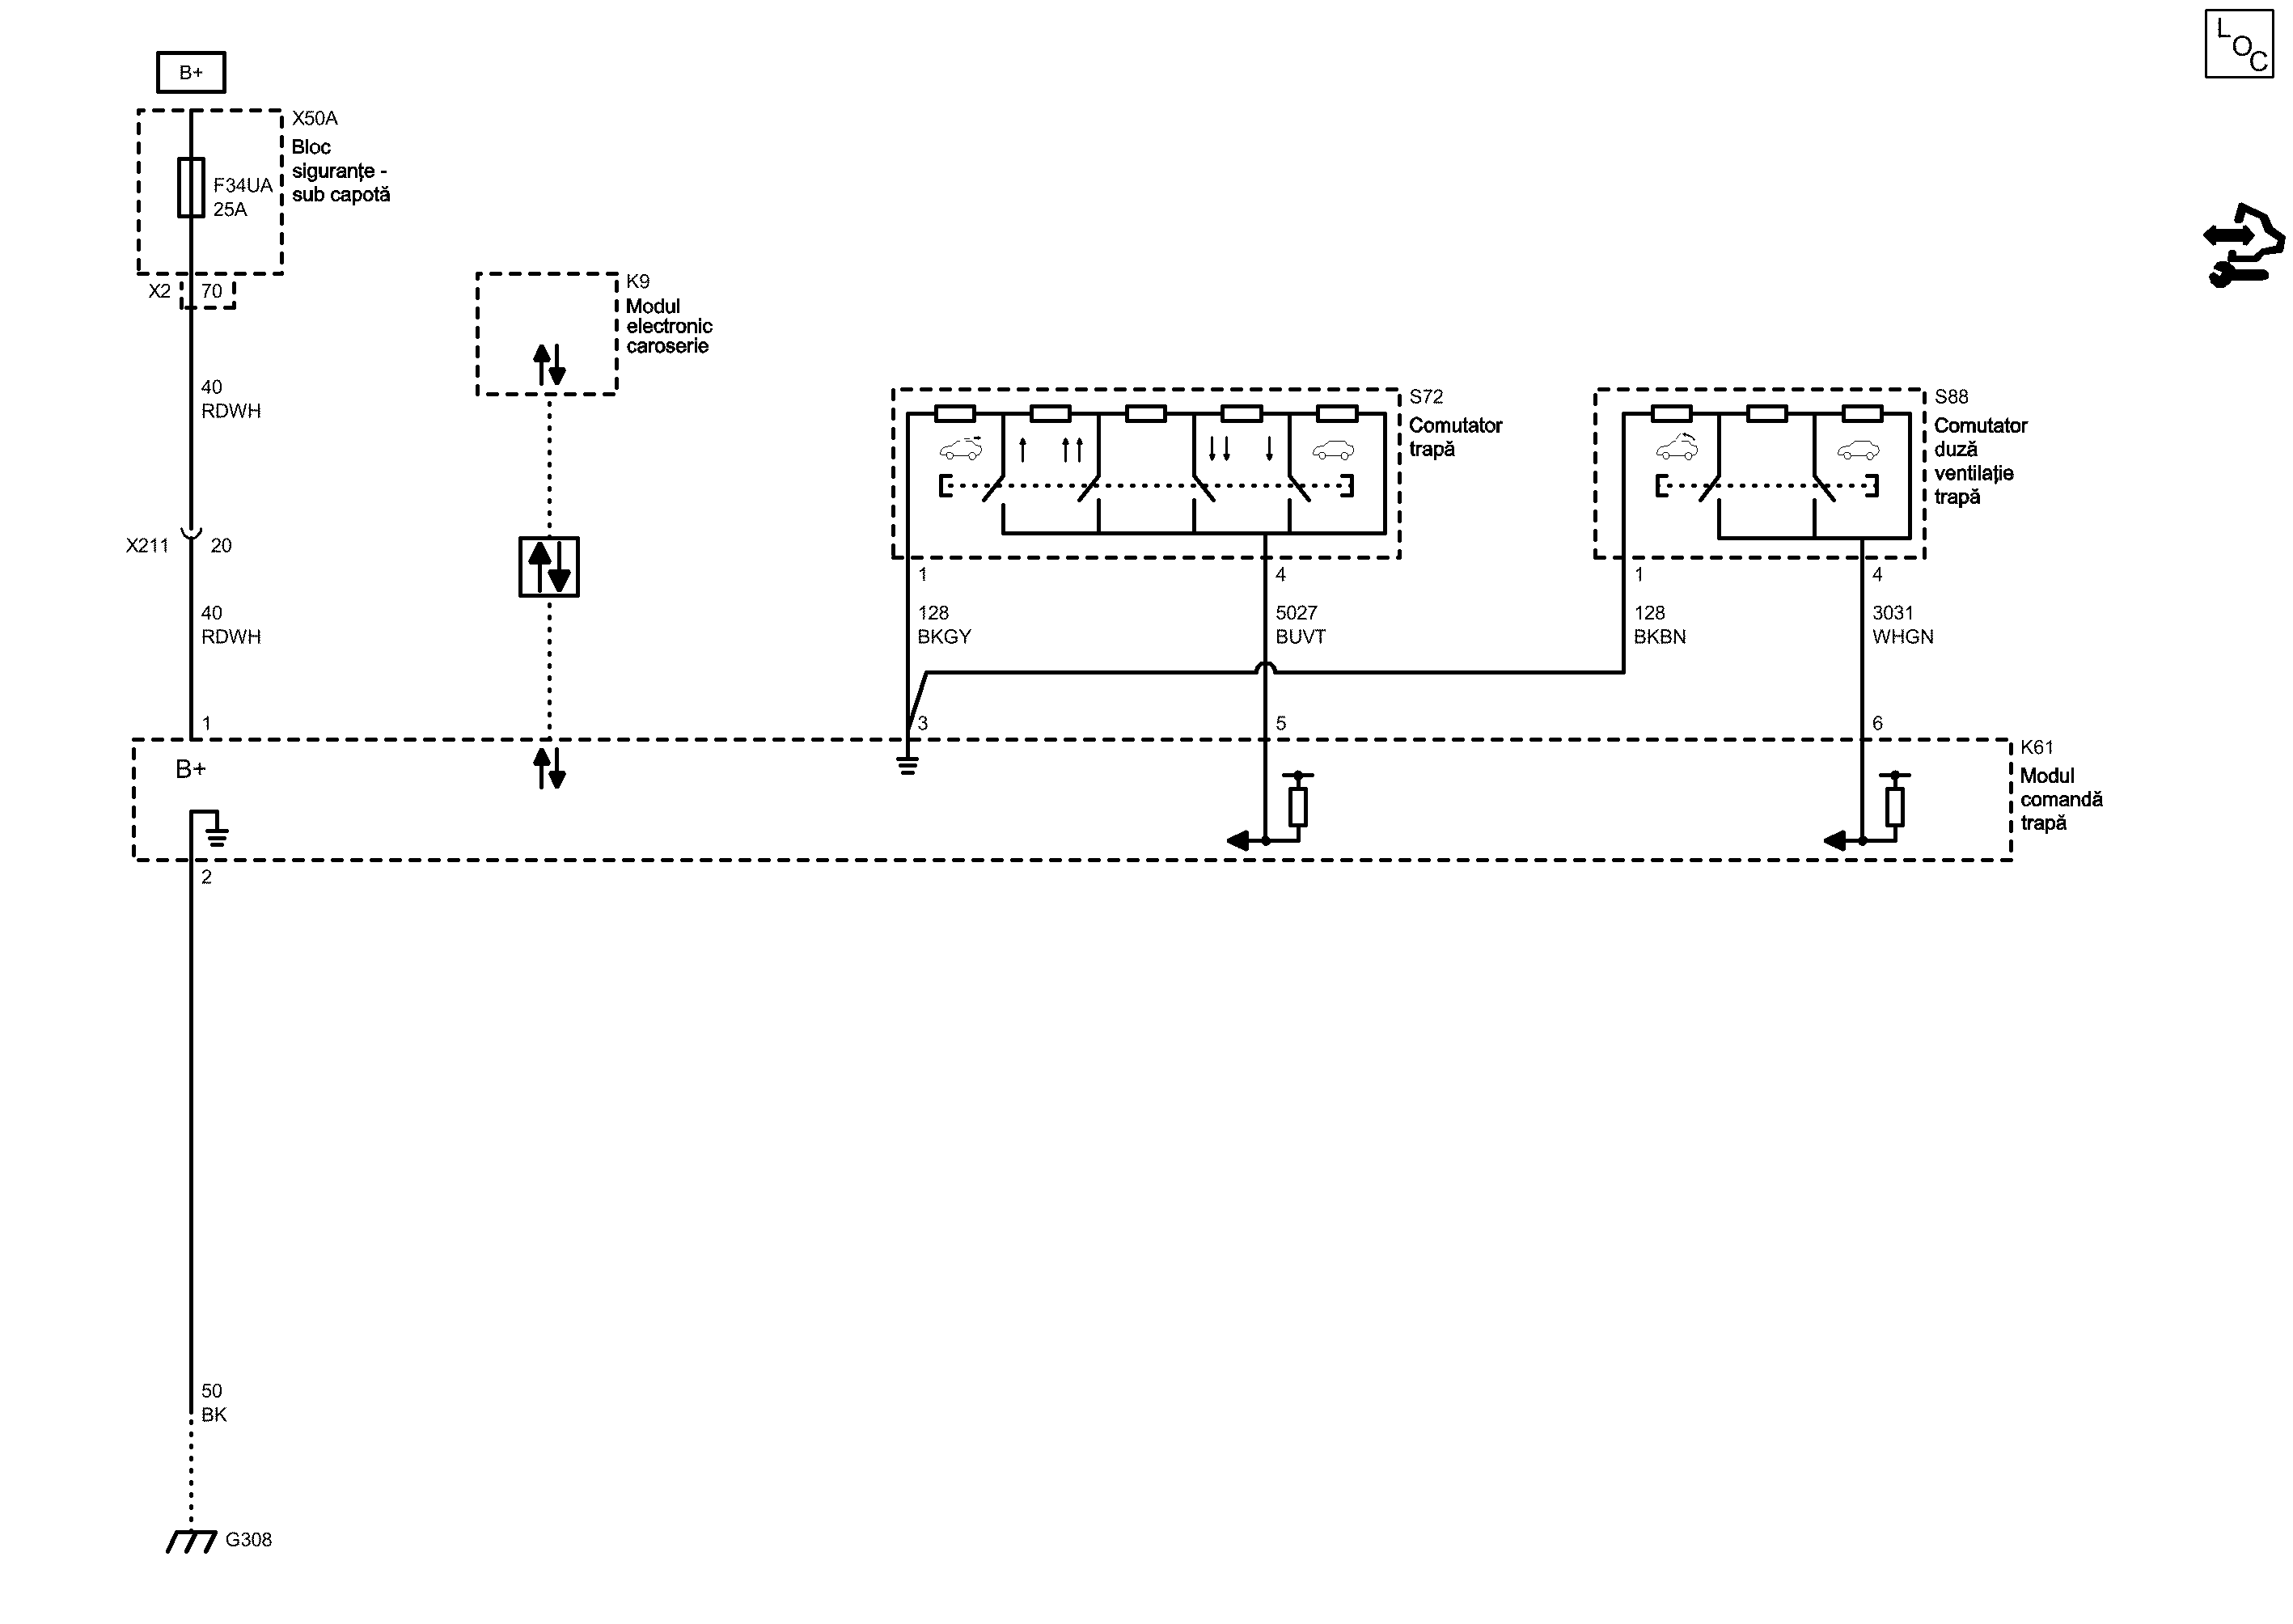 LOC
B+
X50A
Bloc
siguranțe -
sub capotă
F34UA
25A
X2
70
K9
Modul
electronic
caroserie
40
RDWH
S72
Comutator
trapă
S88
Comutator
duză
ventilație
trapă
X211
20
1
4
1
4
40
RDWH
128
BKGY
5027
BUVT
128
BKBN
3031
WHGN
1
3
5
6
B+
K61
Modul
comandă
trapă
2
50
BK
G308